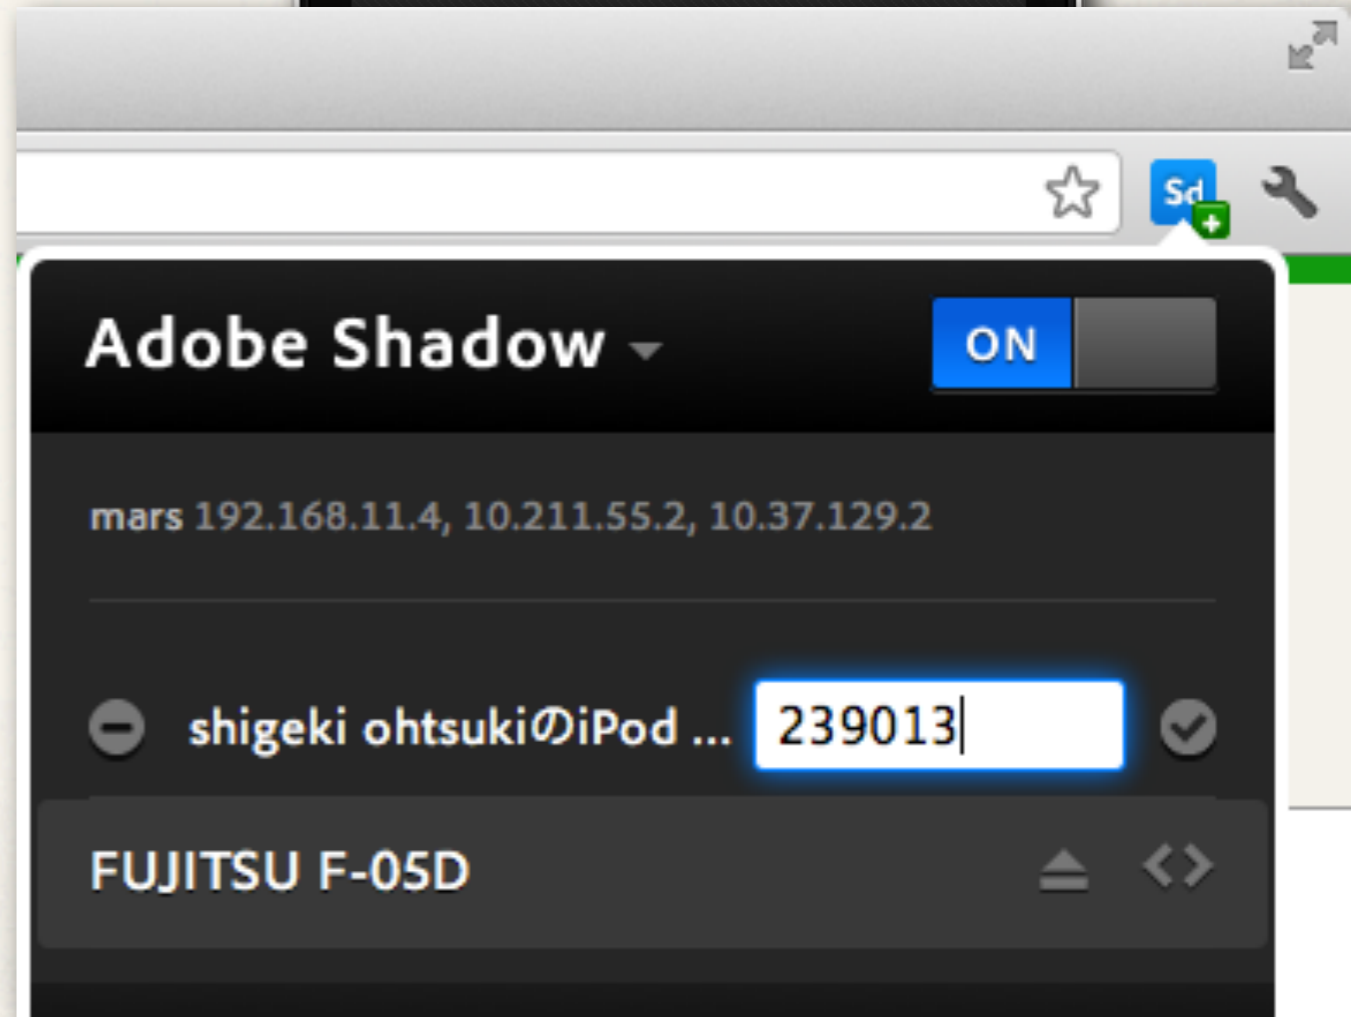 Sd
Adobe Shadow
ON
mars 192.168.11.4, 10.211.55.2, 10.37.129.2
shigeki ohtsukiのiPod ...
239013
FUJITSU F-05D